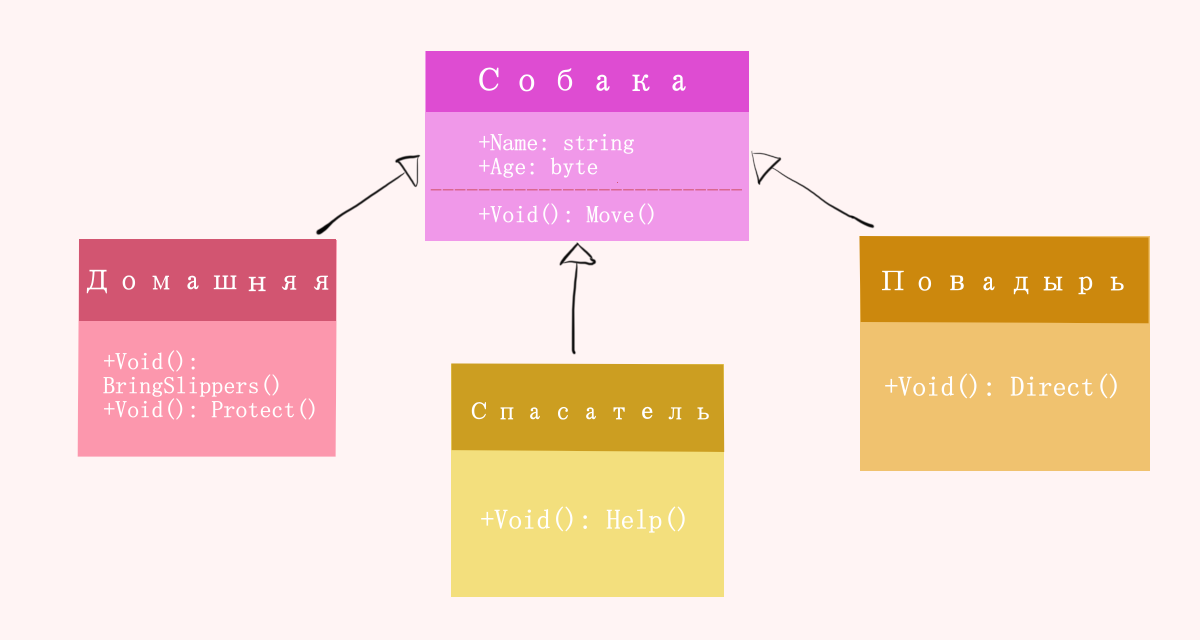 Собака
+Name: string
+Age: byte
+Void(): Move()
Домашняя
+Void():
BringSlippers()
+Void(): Protect()
Спасатель
+Void(): Help()
Повадырь
+Void(): Direct()